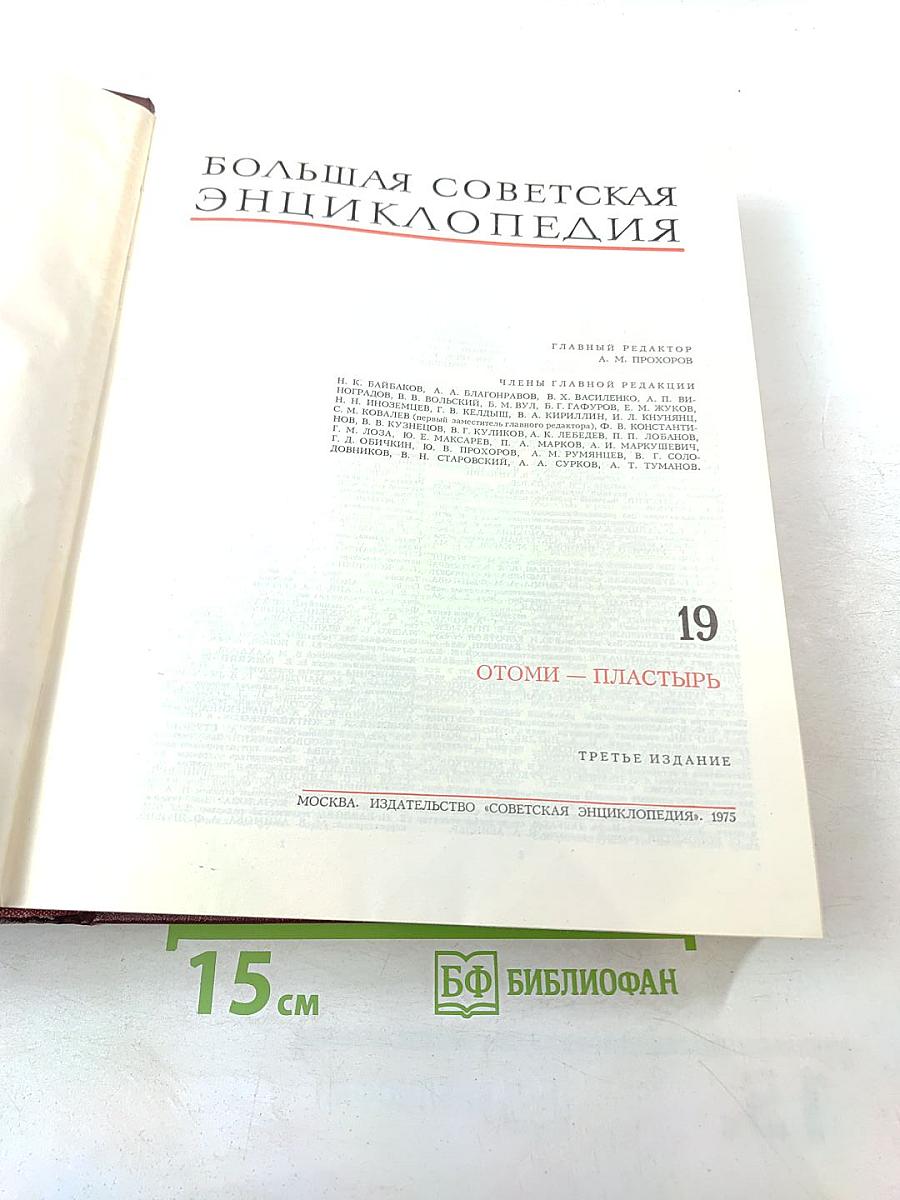 БОЛЬШАЯ СОВЕТСКАЯ
ЭНЦИКЛОПЕДИЯ
ГЛАВНЫЙ РЕДАКТОР
А. М. ПРОХОРОВ
ЧЛЕНЫ ГЛАВНОЙ РЕДАКЦИИ
Н. К. БАЙБАКОВ, А. А. БЛАГОНРАВОВ, В. Х. ВАСИЛЕНКО, А. П. ВИ-
НОГРАДОВ, В. В. ВОЛЬСКИЙ, Б. М. ВУЛ, Б. Г. ГАФУРОВ, Е. М. ЖУКОВ,
Н. Н. ИНОЗЕМЦЕВ, Г. В. КЕЛДЫШ, В. А. КИРИЛЛИН, И. Л. КНУНЯНЦ,
С. М. КОВАЛЕВ (первый заместитель главного редактора), Ф. В. КОНСТАНТИ-
НОВ, В. В. КУЗНЕЦОВ, В. Г. КУЛИКОВ, А. К. ЛЕБЕДЕВ, П. П. ЛОБАНОВ,
Г. М. ЛОЗА, Ю. Е. МАКСАРЕВ, П. А. МАРКОВ, А. И. МАРКУШЕВИЧ,
Г. Д. ОБИЧКИН, Ю. В. ПРОХОРОВ, А. М. РУМЯНЦЕВ, В. Г. СОЛО-
ДОВНИКОВ, В. Н. СТАРОВСКИЙ, А. А. СУРКОВ, А. Т. ТУМАНОВ.
19
ОТОМИ — ПЛАСТЫРЬ
ТРЕТЬЕ ИЗДАНИЕ
МОСКВА. ИЗДАТЕЛЬСТВО «СОВЕТСКАЯ ЭНЦИКЛОПЕДИЯ». 1975
15 см
БФ БИБЛИОФАН